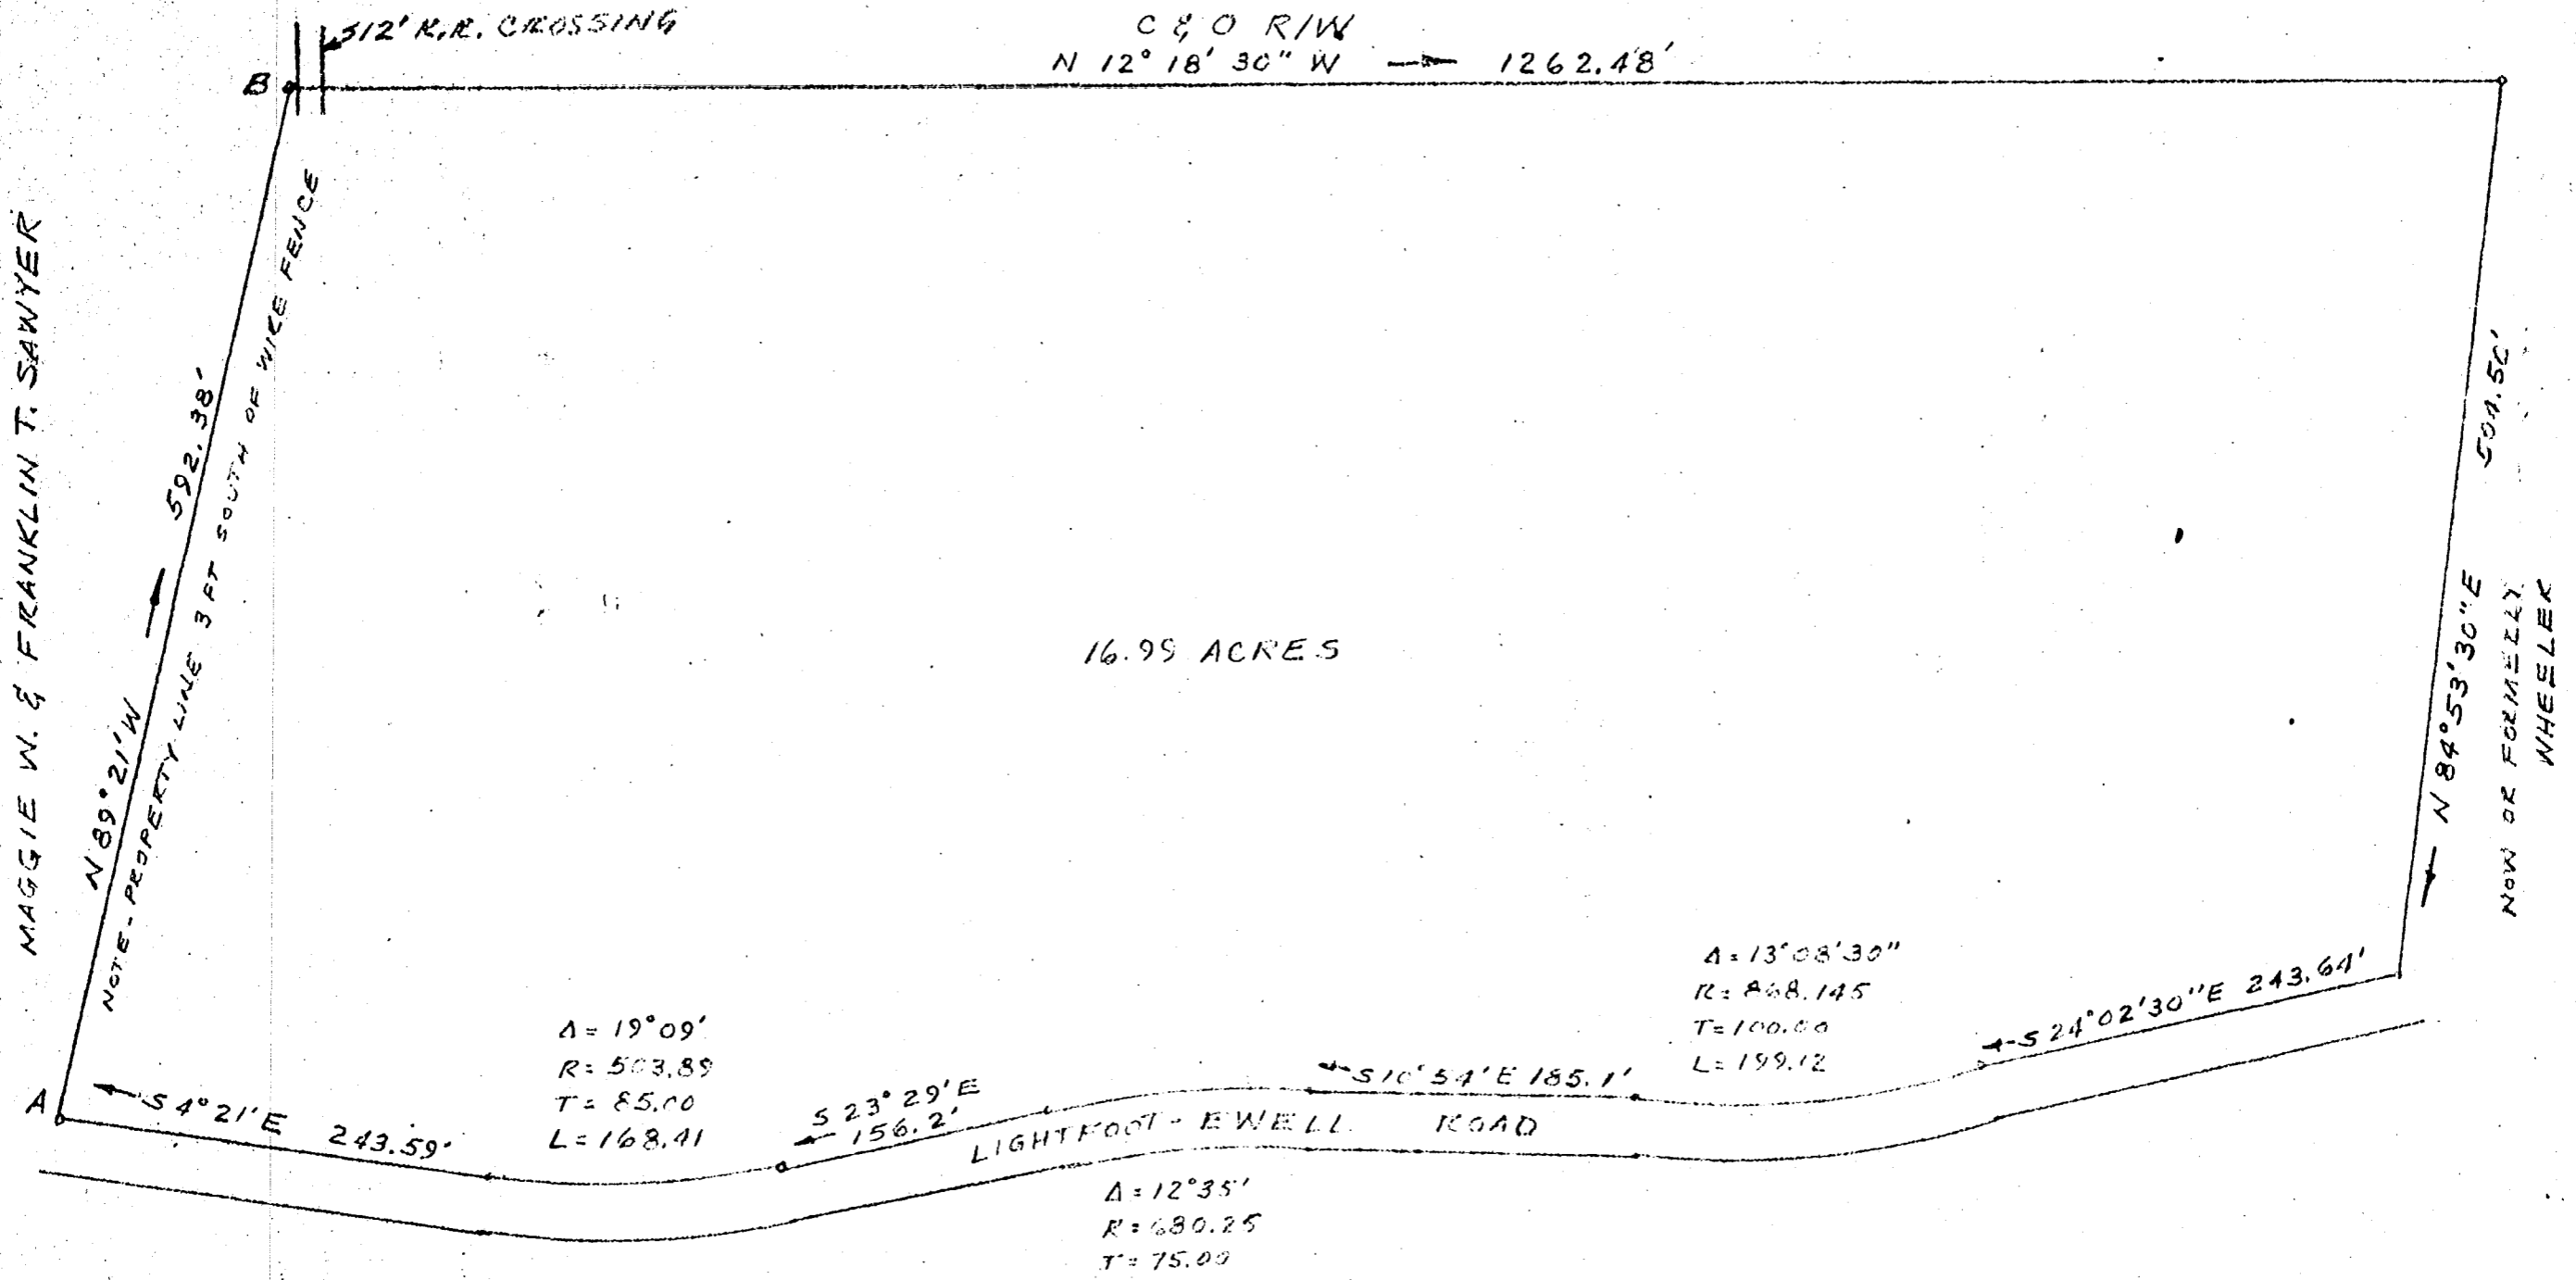 512' R.R. CROSSING
C & O R/W
N 12° 18' 30" W 1262.48'
B
MAGGIE W. & FRANKLIN T. SAWYER
N 89° 21' W 592.38'
NOTE - PROPERTY LINE 3 FT SOUTH OF WIRE FENCE
16.99 ACRES
504.50'
N 84° 53' 30" E
NOW OR FORMELLY
WHEELER
A
S 4° 21' E 243.59'
Δ = 19° 09'
R = 503.89
T = 85.00
L = 168.41
S 23° 29' E
156.2'
LIGHTFOOT - EWELL ROAD
S 10° 54' E 185.1'
Δ = 13° 08' 30"
R = 868.145
T = 100.00
L = 199.12
S 24° 02' 30" E 243.64'
Δ = 12° 35'
R = 680.25
T = 75.00